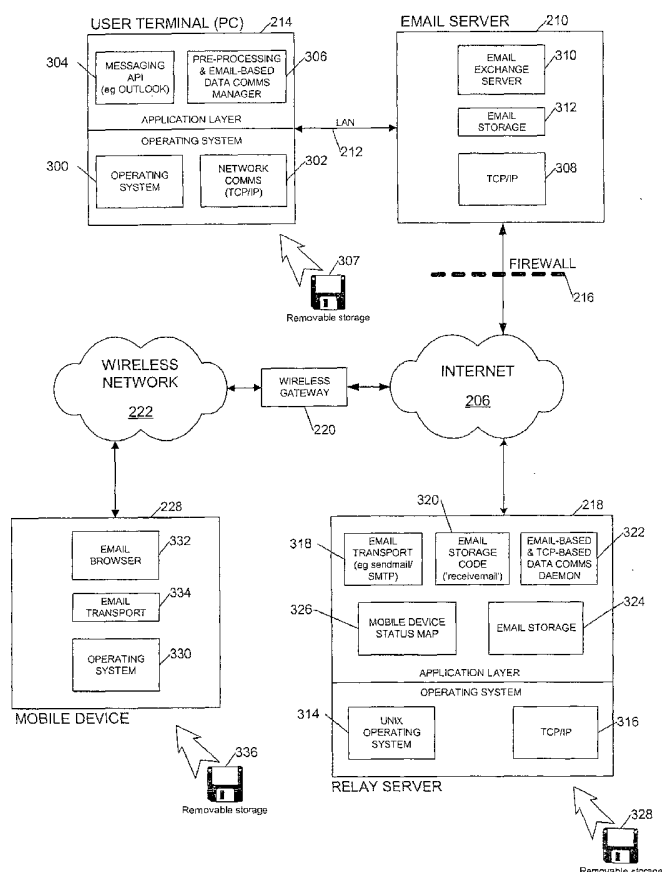 USER TERMINAL (PC)
214
EMAIL SERVER
210
304
MESSAGING
API
(eg OUTLOOK)
PRE-PROCESSING
& EMAIL-BASED
DATA COMMS
MANAGER
306
APPLICATION LAYER
OPERATING SYSTEM
300
OPERATING
SYSTEM
NETWORK
COMMS
(TCP/IP)
302
LAN
212
EMAIL
EXCHANGE
SERVER
310
EMAIL
STORAGE
312
TCP/IP
308
307
Removable storage
FIREWALL
216
WIRELESS
NETWORK
222
WIRELESS
GATEWAY
220
INTERNET
206
228
EMAIL
BROWSER
332
EMAIL
TRANSPORT
334
OPERATING
SYSTEM
330
MOBILE DEVICE
336
Removable storage
218
318
EMAIL
TRANSPORT
(eg sendmail/
SMTP)
320
EMAIL
STORAGE
CODE
('receivemail')
EMAIL-BASED
& TCP-BASED
DATA COMMS
DAEMON
322
326
MOBILE DEVICE
STATUS MAP
EMAIL STORAGE
324
APPLICATION LAYER
OPERATING SYSTEM
314
UNIX
OPERATING
SYSTEM
TCP/IP
316
RELAY SERVER
328
Removable storage